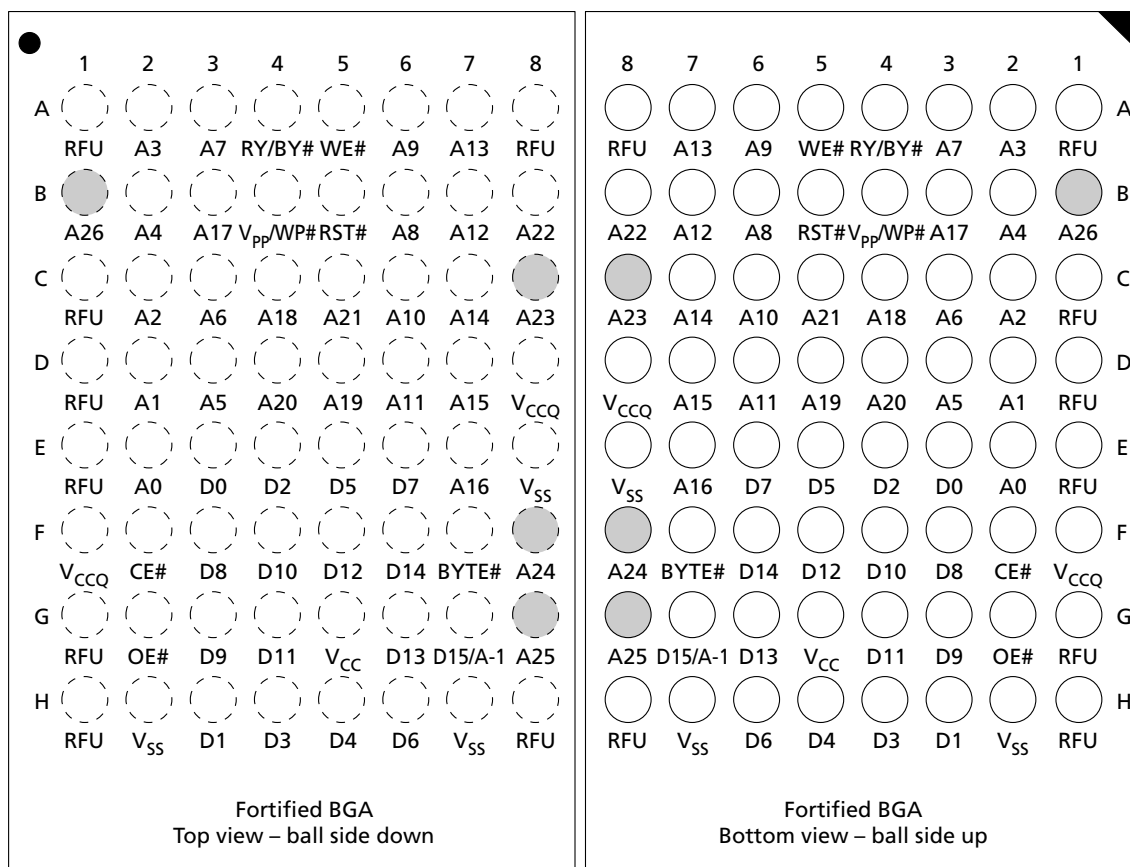 1 2 3 4 5 6 7 8
A
RFU A3 A7 RY/BY# WE# A9 A13 RFU
B
A26 A4 A17 VPP/WP# RST# A8 A12 A22
C
RFU A2 A6 A18 A21 A10 A14 A23
D
RFU A1 A5 A20 A19 A11 A15 VCCQ
E
RFU A0 D0 D2 D5 D7 A16 VSS
F
VCCQ CE# D8 D10 D12 D14 BYTE# A24
G
RFU OE# D9 D11 VCC D13 D15/A-1 A25
H
RFU VSS D1 D3 D4 D6 VSS RFU
Fortified BGA
Top view – ball side down
8 7 6 5 4 3 2 1
A
RFU A13 A9 WE# RY/BY# A7 A3 RFU
B
A22 A12 A8 RST# VPP/WP# A17 A4 A26
C
A23 A14 A10 A21 A18 A6 A2 RFU
D
VCCQ A15 A11 A19 A20 A5 A1 RFU
E
VSS A16 D7 D5 D2 D0 A0 RFU
F
A24 BYTE# D14 D12 D10 D8 CE# VCCQ
G
A25 D15/A-1 D13 VCC D11 D9 OE# RFU
H
RFU VSS D6 D4 D3 D1 VSS RFU
Fortified BGA
Bottom view – ball side up